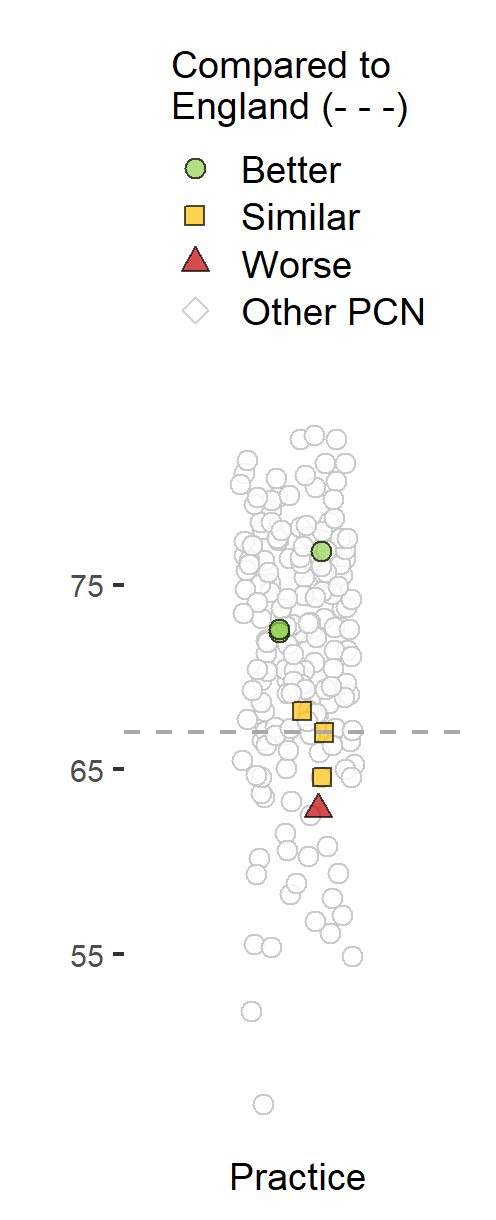 Compared to
England (- - -)
Better
Similar
Worse
Other PCN
75
65
55
Practice